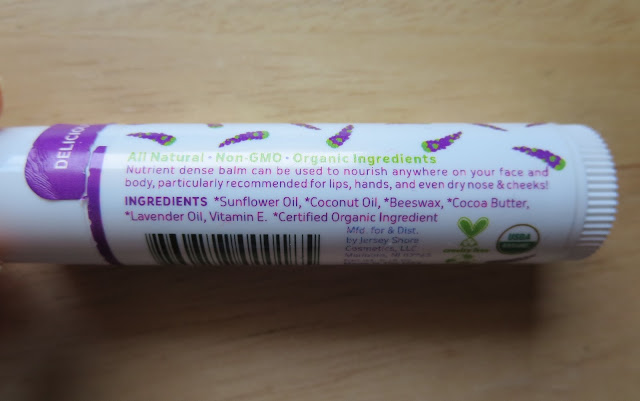 DELICIO
All Natural • Non-GMO • Organic Ingredients
Nutrient dense balm can be used to nourish anywhere on your face and
body, particularly recommended for lips, hands, and even dry nose & cheeks!
INGREDIENTS *Sunflower Oil, *Coconut Oil, *Beeswax, *Cocoa Butter,
*Lavender Oil, Vitamin E. *Certified Organic Ingredient
Mfg. for & Dist.
by Jersey Shore
Cosmetics, LLC
USDA
ORGANIC